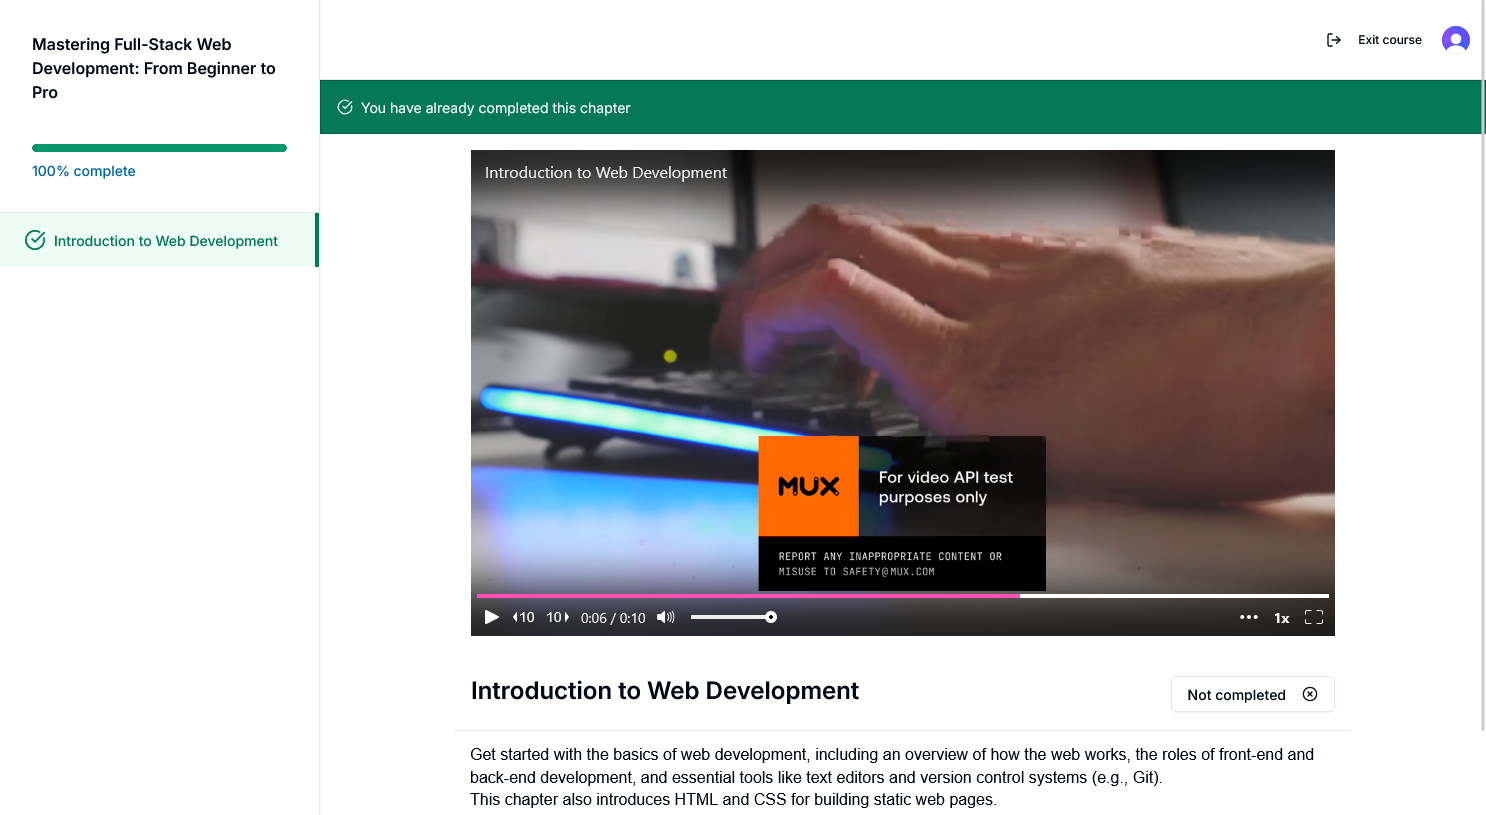 Mastering Full-Stack Web
Development: From Beginner to
Pro
100% complete
Introduction to Web Development
Exit course
You have already completed this chapter
Introduction to Web Development
MUX
For video API test
purposes only
REPORT ANY INAPPROPRIATE CONTENT OR
MISUSE TO SAFETY@MUX.COM
10 10 0:06 / 0:10 1x
Introduction to Web Development
Not completed
Get started with the basics of web development, including an overview of how the web works, the roles of front-end and
back-end development, and essential tools like text editors and version control systems (e.g., Git).
This chapter also introduces HTML and CSS for building static web pages.